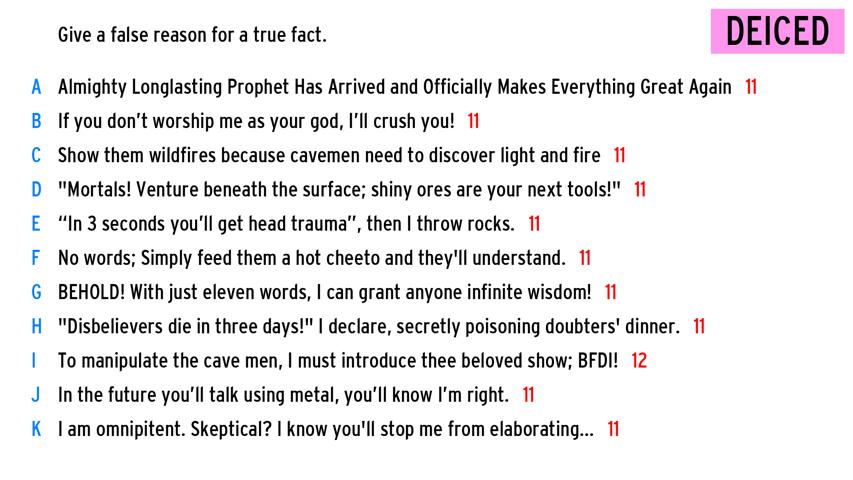 Give a false reason for a true fact.
DEICED
A Almighty Longlasting Prophet Has Arrived and Officially Makes Everything Great Again 11
B If you don’t worship me as your god, I’ll crush you! 11
C Show them wildfires because cavemen need to discover light and fire 11
D "Mortals! Venture beneath the surface; shiny ores are your next tools!" 11
E “In 3 seconds you’ll get head trauma”, then I throw rocks. 11
F No words; Simply feed them a hot cheeto and they'll understand. 11
G BEHOLD! With just eleven words, I can grant anyone infinite wisdom! 11
H "Disbelievers die in three days!" I declare, secretly poisoning doubters' dinner. 11
I To manipulate the cave men, I must introduce thee beloved show; BFDI! 12
J In the future you’ll talk using metal, you’ll know I’m right. 11
K I am omnipitent. Skeptical? I know you'll stop me from elaborating... 11